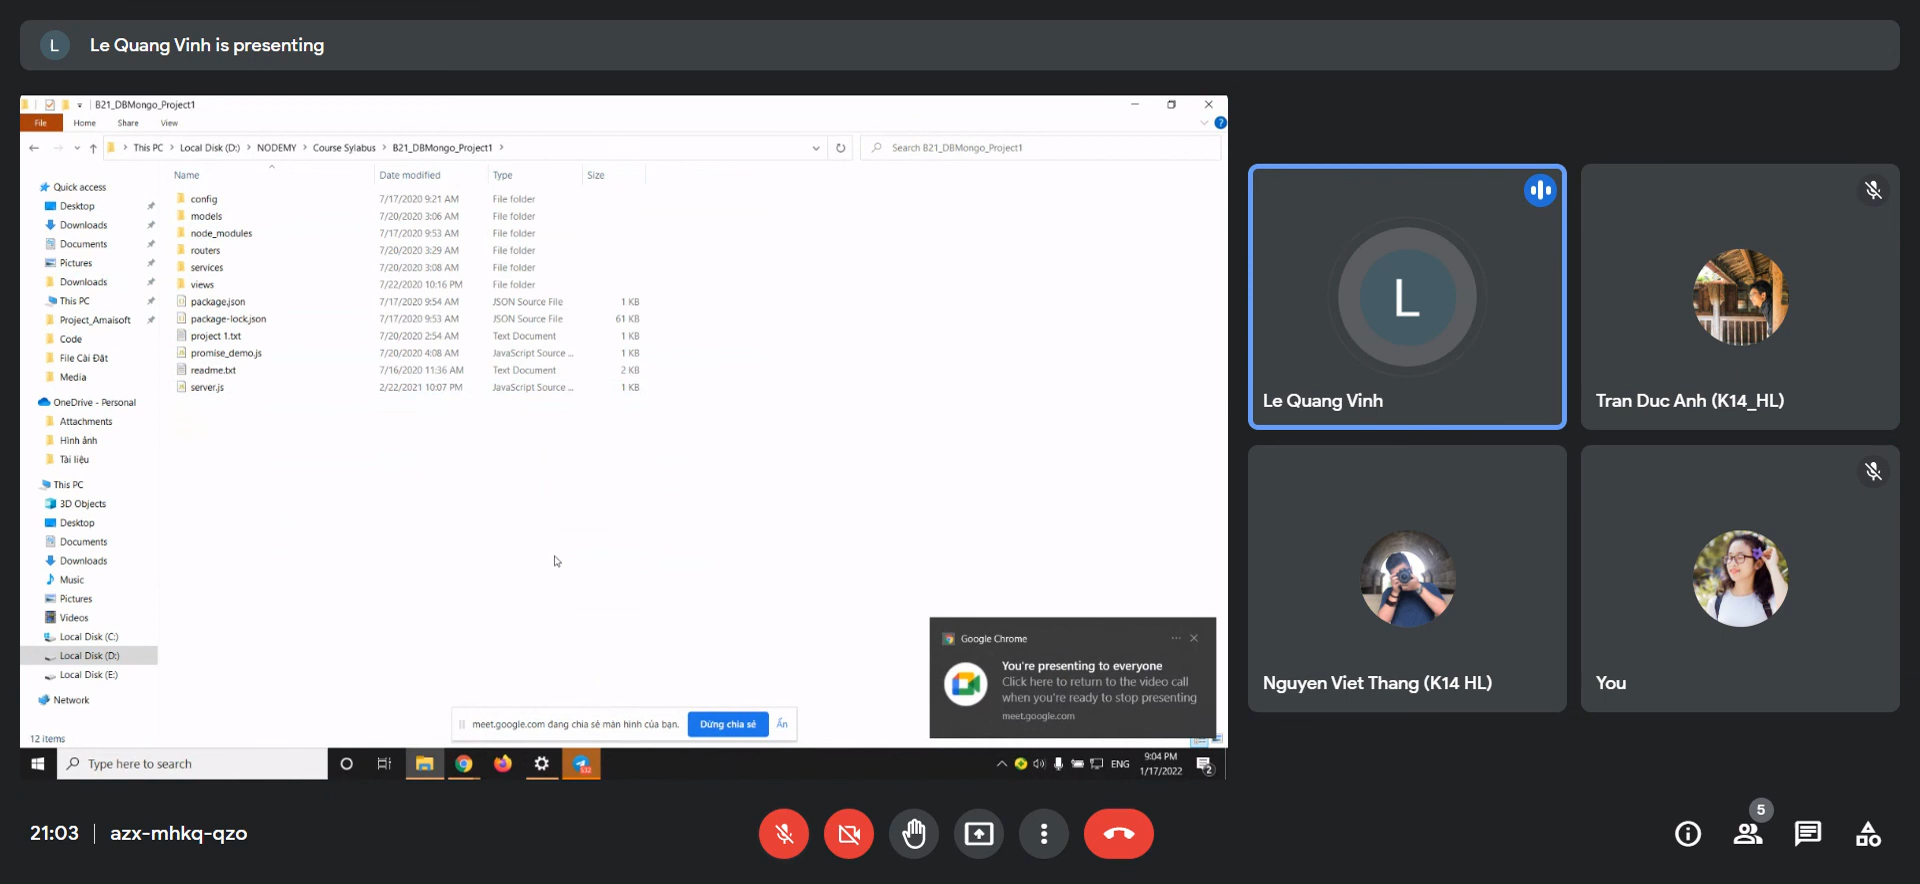 L
Le Quang Vinh is presenting
B21_DBMongo_Project1
File Home Share View
This PC > Local Disk (D:) > NODEMY > Course Sylabus > B21_DBMongo_Project1 >
Search B21_DBMongo_Project1
Name Date modified Type Size
config 7/17/2020 9:21 AM File folder
models 7/20/2020 3:06 AM File folder
node_modules 7/17/2020 9:53 AM File folder
routers 7/20/2020 3:29 AM File folder
services 7/20/2020 3:08 AM File folder
views 7/22/2020 10:16 PM File folder
package.json 7/17/2020 9:54 AM JSON Source File 1 KB
package-lock.json 7/17/2020 9:53 AM JSON Source File 61 KB
project 1.txt 7/20/2020 2:54 AM Text Document 1 KB
promise_demo.js 7/20/2020 4:08 AM JavaScript Source ... 1 KB
readme.txt 7/16/2020 11:36 AM Text Document 2 KB
server.js 2/22/2021 10:07 PM JavaScript Source ... 1 KB
Quick access
Desktop
Downloads
Documents
Pictures
Downloads
This PC
Project_Amaisoft
Code
File Cài Đặt
Media
OneDrive - Personal
Attachments
Hình ảnh
Tài liệu
This PC
3D Objects
Desktop
Documents
Downloads
Music
Pictures
Videos
Local Disk (C:)
Local Disk (D:)
Local Disk (E:)
Network
12 items
meet.google.com đang chia sẻ màn hình của bạn.
Dừng chia sẻ
Ẩn
Google Chrome
You're presenting to everyone
Click here to return to the video call
when you're ready to stop presenting
meet.google.com
Type here to search
ENG
9:04 PM
1/17/2022
2
L
Le Quang Vinh
Tran Duc Anh (K14_HL)
Nguyen Viet Thang (K14 HL)
You
21:03 | azx-mhkq-qzo
5